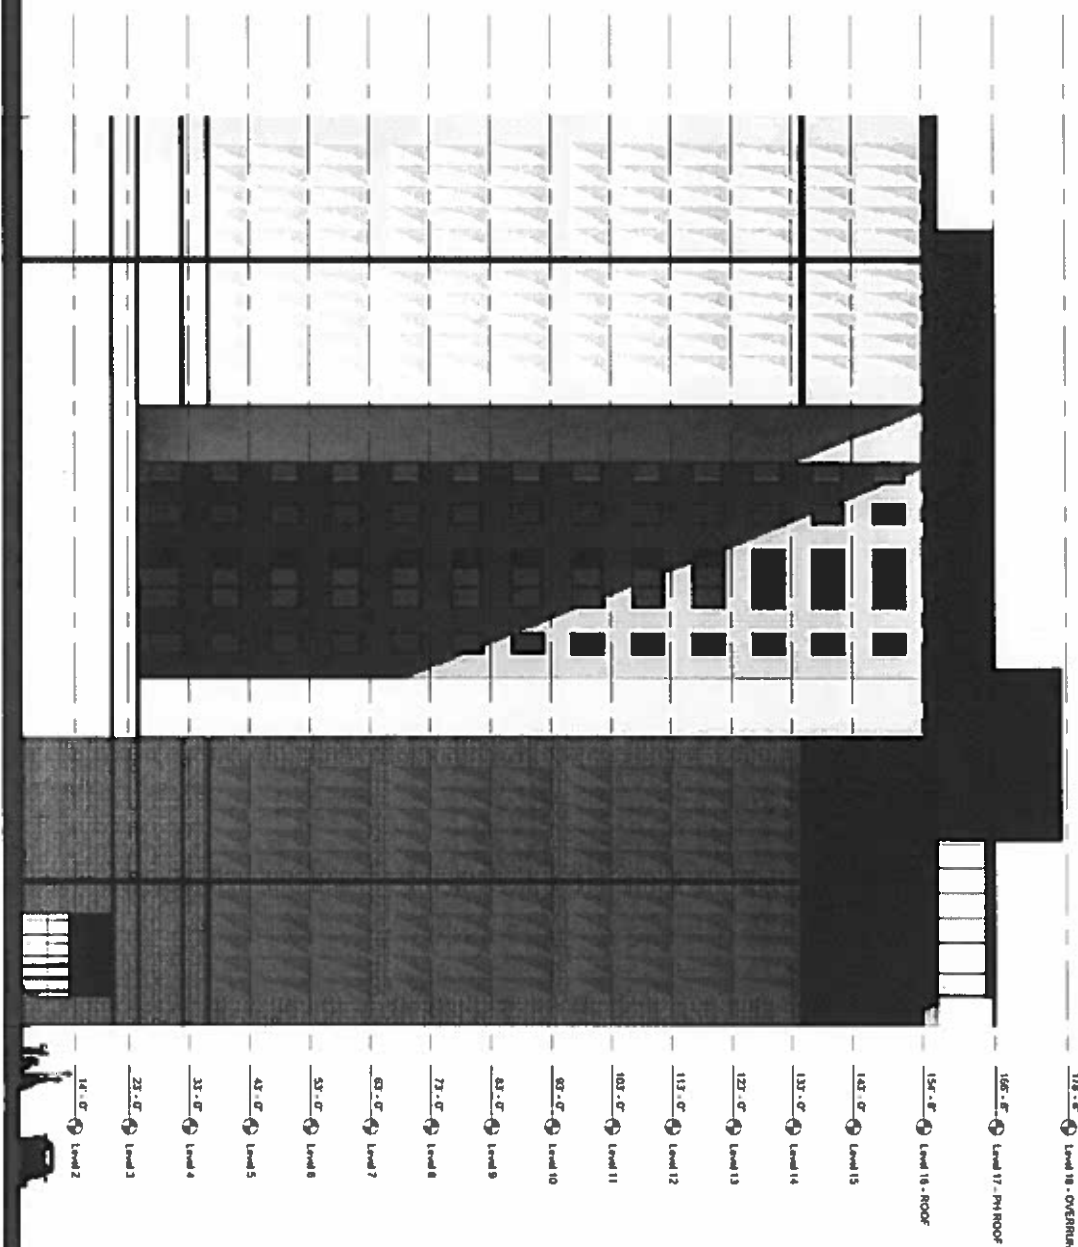 Level 18 - OVERRUN
166' - 8" Level 17 - PH ROOF
154' - 8" Level 16 - ROOF
143' - 0" Level 15
133' - 0" Level 14
123' - 0" Level 13
113' - 0" Level 12
103' - 0" Level 11
93' - 0" Level 10
83' - 0" Level 9
73' - 0" Level 8
63' - 0" Level 7
53' - 0" Level 6
43' - 0" Level 5
33' - 0" Level 4
23' - 0" Level 3
14' - 0" Level 2